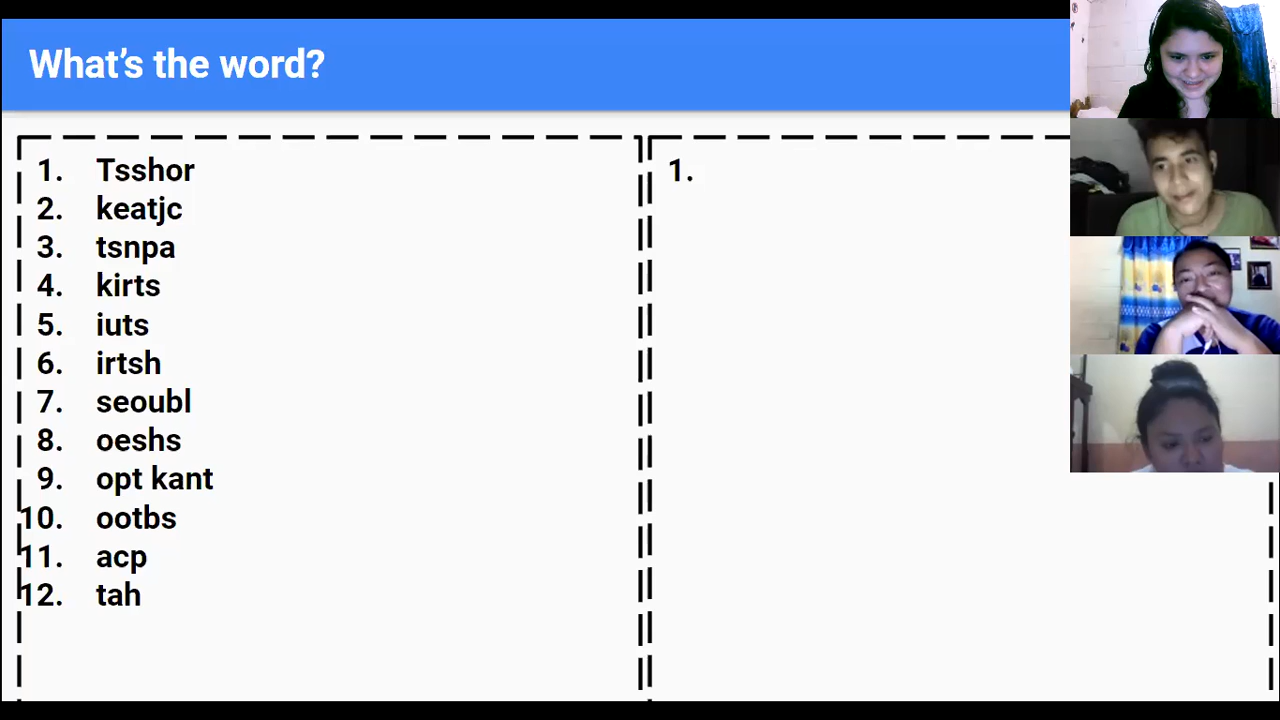 What's the word?
1. Tsshor
2. keatjc
3. tsnpa
4. kirts
5. iuts
6. irtsh
7. seoubl
8. oeshs
9. opt kant
10. ootbs
11. acp
12. tah
1.